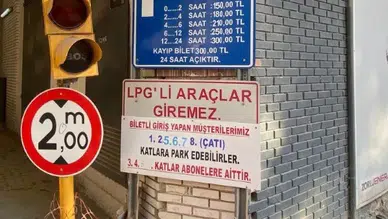 0....2 SAAT :150,00 TL
2....4 SAAT :180,00 TL
4....6 SAAT :210,00 TL
6....12 SAAT :250,00 TL
12...24 SAAT :300,00 TL
KAYIP BİLET 300,00 TL
24 SAAT AÇIKTIR.
LPG'Lİ ARAÇLAR
GİREMEZ.
BİLETLİ GİRİŞ YAPAN MÜŞTERİLERİMİZ
1. 2.5.6.7 8. (ÇATI)
KATLARA PARK EDEBİLİRLER.
3. 4. . KATLAR ABONELERE AİTTİR.
2 m
,00